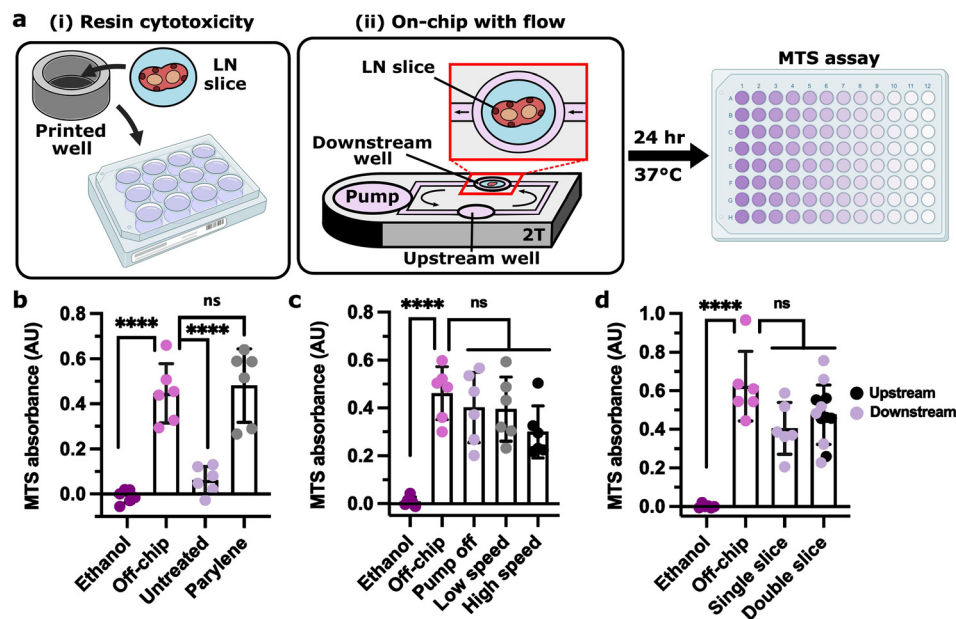 a
(i) Resin cytotoxicity
(ii) On-chip with flow
LN
slice
Printed
well
LN slice
Downstream
well
Pump
2T
Upstream well
24 hr
37°C
MTS assay
1 2 3 4 5 6 7 8 9 10 11 12
A
B
C
D
E
F
G
H
b
ns
****
****
MTS absorbance (AU)
0.8
0.6
0.4
0.2
0.0
Ethanol
Off-chip
Untreated
Parylene
c
****
ns
MTS absorbance (AU)
0.8
0.6
0.4
0.2
0.0
Ethanol
Off-chip
Pump off
Low speed
High speed
d
****
ns
MTS absorbance (AU)
1.0
0.8
0.6
0.4
0.2
0.0
Ethanol
Off-chip
Single slice
Double slice
Upstream
Downstream